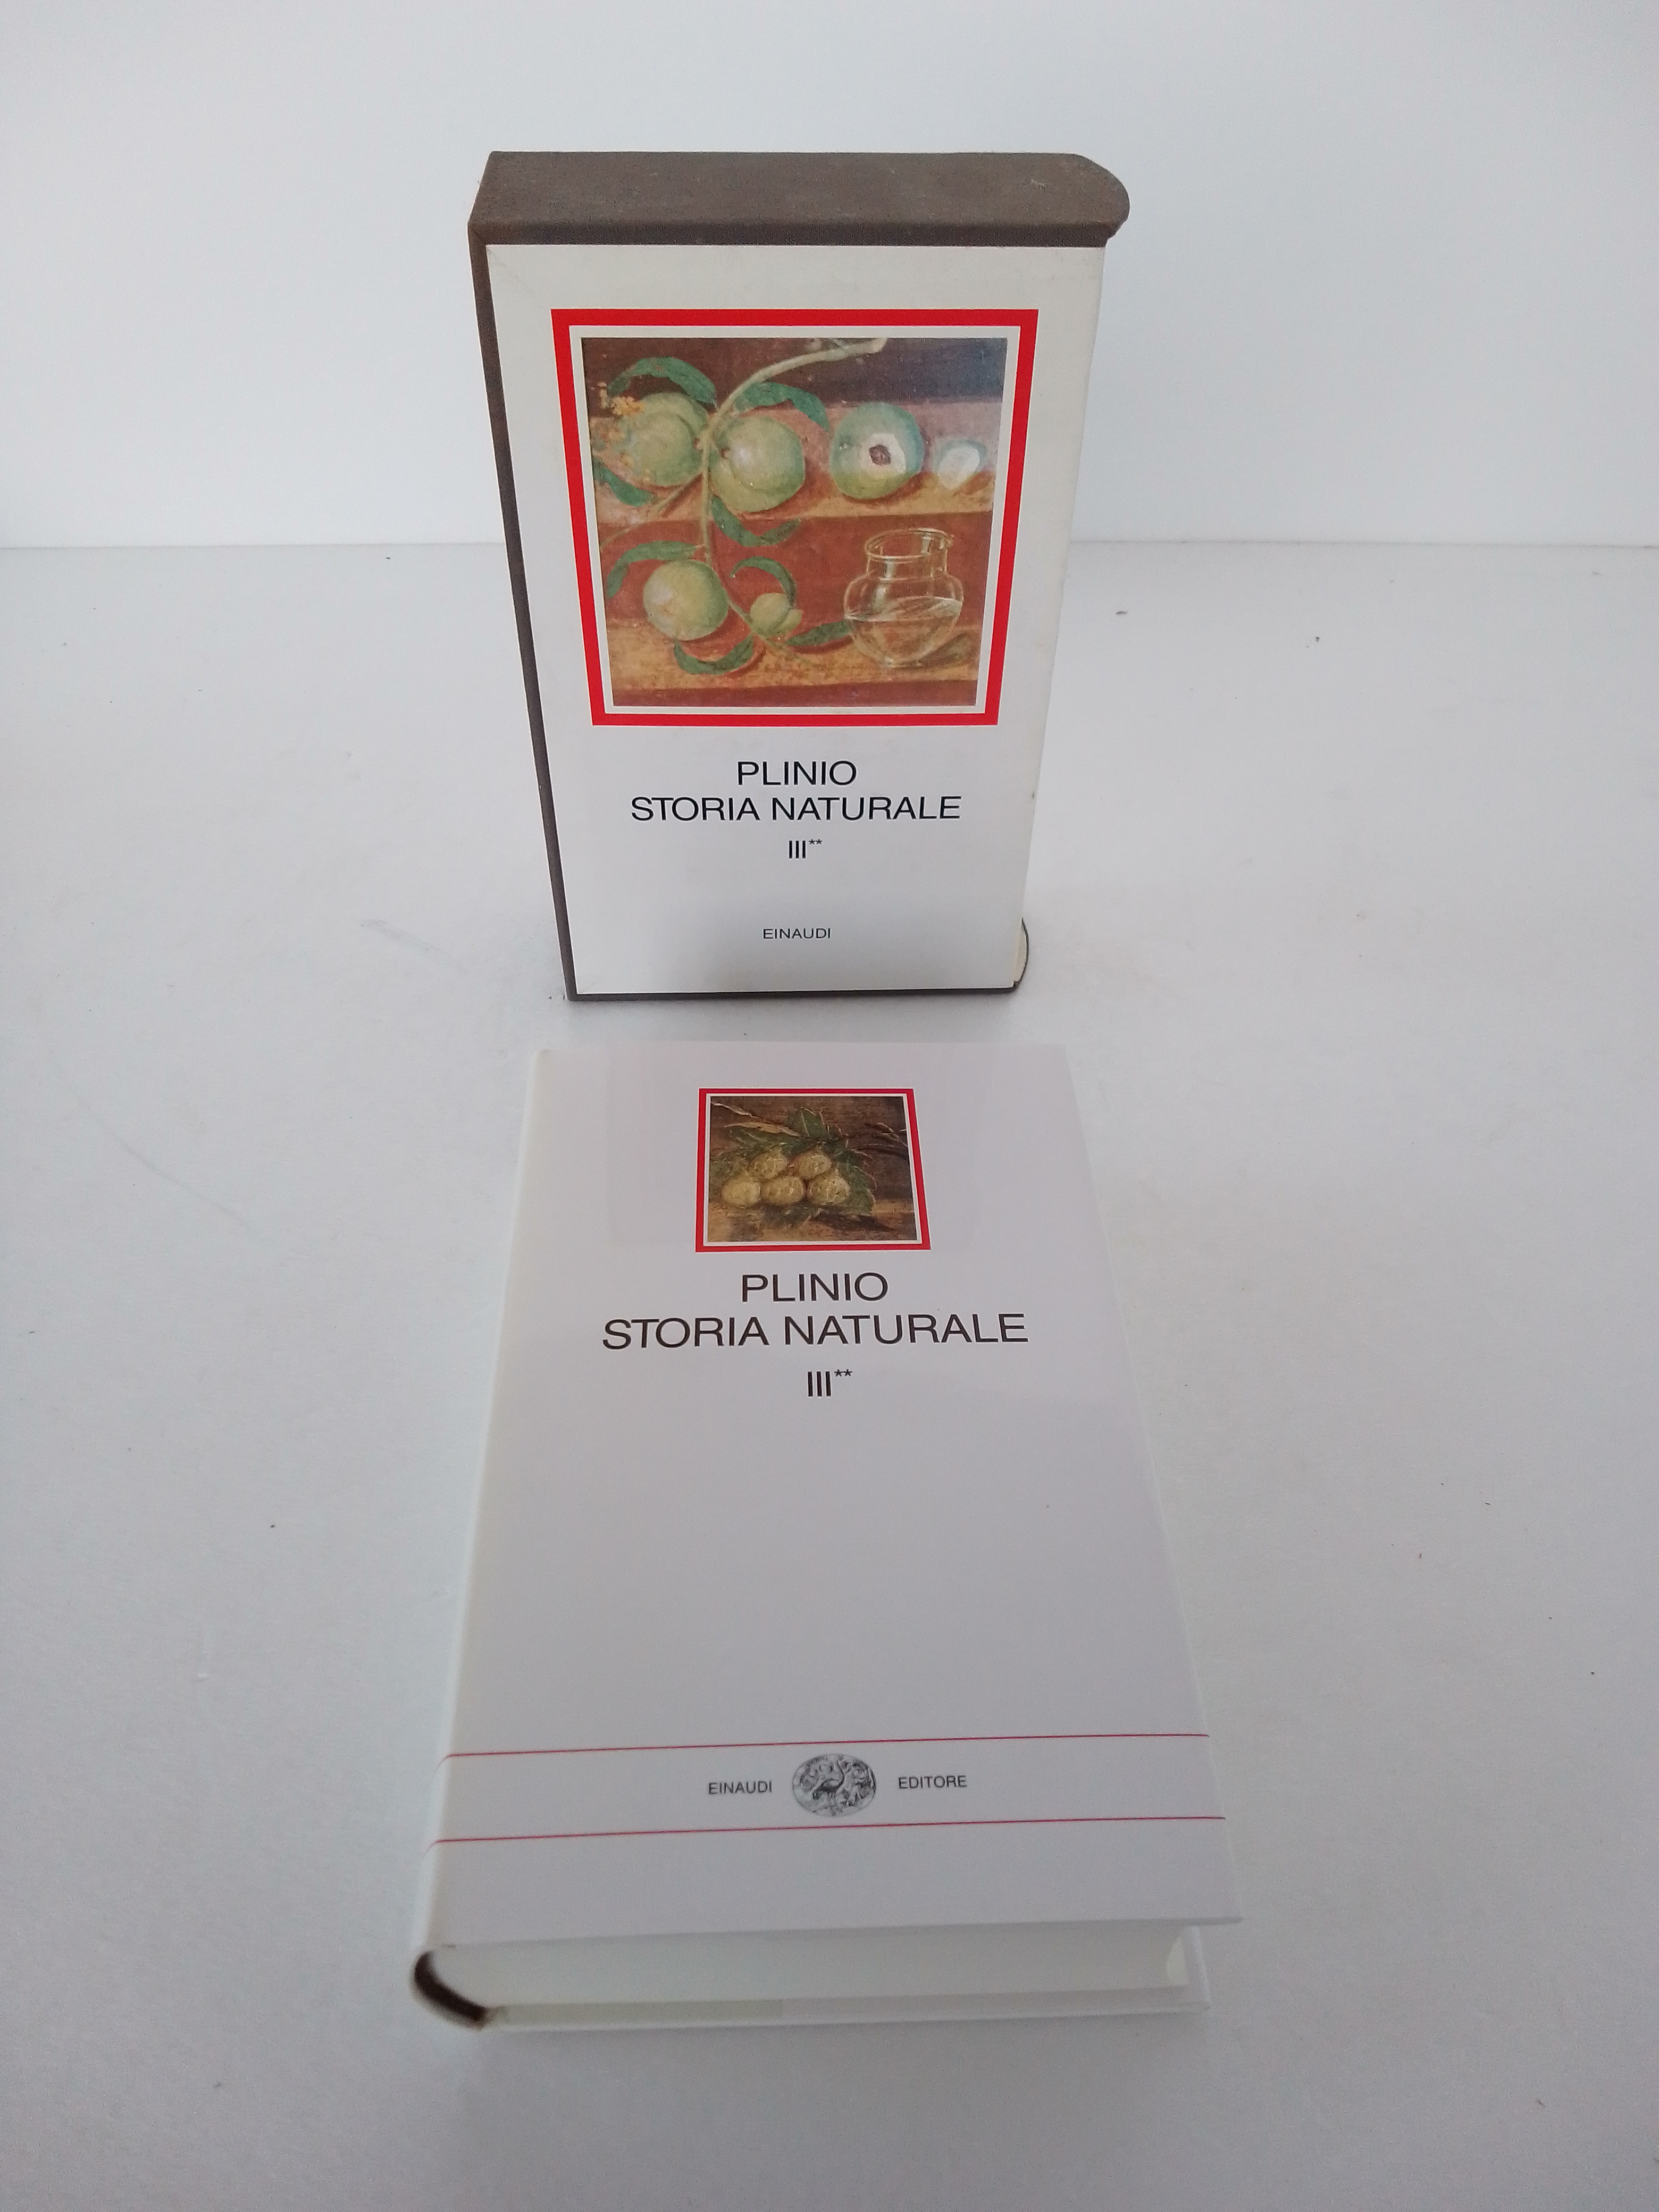 PLINIO
STORIA NATURALE
III**
EINAUDI
PLINIO
STORIA NATURALE
III**
EINAUDI EDITORE